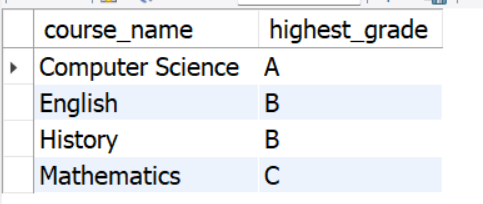 course_name highest_grade
Computer Science A
English B
History B
Mathematics C